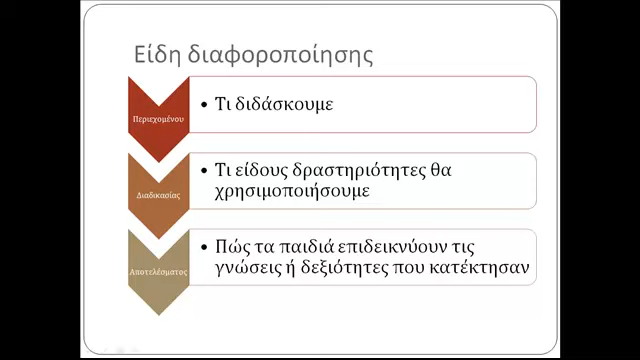 Είδη διαφοροποίησης
Περιεχομένου
• Τι διδάσκουμε
Διαδικασίας
• Τι είδους δραστηριότητες θα
χρησιμοποιήσουμε
Αποτελέσματος
• Πώς τα παιδιά επιδεικνύουν τις
γνώσεις ή δεξιότητες που κατέκτησαν